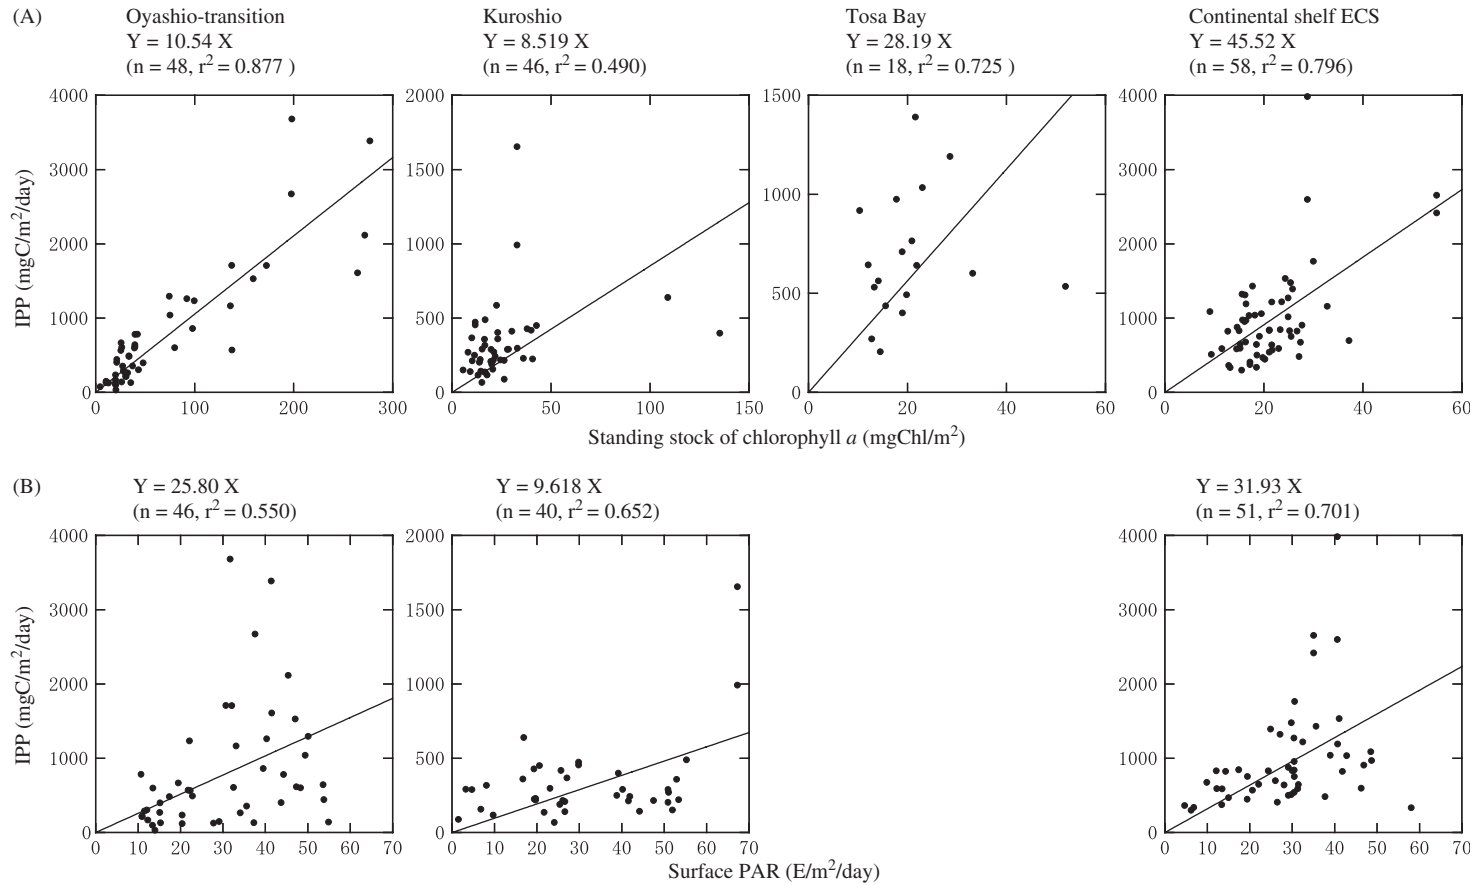 (A)
Oyashio-transition
Y = 10.54 X
(n = 48, r² = 0.877 )
Kuroshio
Y = 8.519 X
(n = 46, r² = 0.490)
Tosa Bay
Y = 28.19 X
(n = 18, r² = 0.725 )
Continental shelf ECS
Y = 45.52 X
(n = 58, r² = 0.796)
IPP (mgC/m²/day)
4000
3000
2000
1000
0
0 100 200 300
2000
1500
1000
500
0
0 50 100 150
1500
1000
500
0
0 20 40 60
4000
3000
2000
1000
0
0 20 40 60
Standing stock of chlorophyll a (mgChl/m²)
(B)
Y = 25.80 X
(n = 46, r² = 0.550)
Y = 9.618 X
(n = 40, r² = 0.652)
Y = 31.93 X
(n = 51, r² = 0.701)
IPP (mgC/m²/day)
4000
3000
2000
1000
0
0 10 20 30 40 50 60 70
2000
1500
1000
500
0
0 10 20 30 40 50 60 70
4000
3000
2000
1000
0
0 10 20 30 40 50 60 70
Surface PAR (E/m²/day)